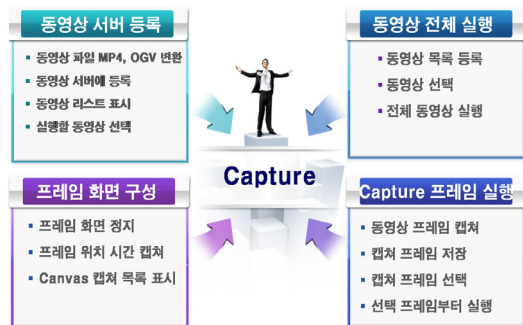 동영상 서버 등록
동영상 파일 MP4, OGV 변환
동영상 서버에 등록
동영상 리스트 표시
실행할 동영상 선택
동영상 전체 실행
동영상 목록 등록
동영상 선택
전체 동영상 실행
Capture
프레임 화면 구성
프레임 화면 정지
프레임 위치 시간 캡쳐
Canvas 캡쳐 목록 표시
Capture 프레임 실행
동영상 프레임 캡쳐
캡쳐 프레임 저장
캡쳐 프레임 선택
선택 프레임부터 실행